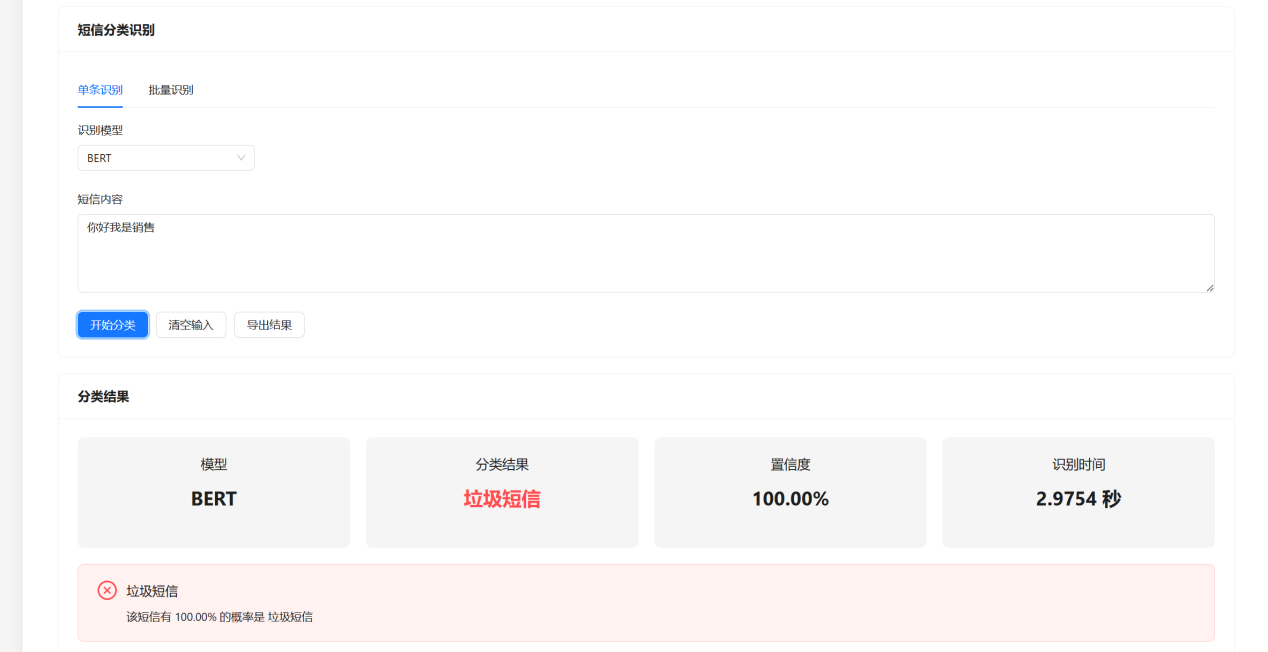 短信分类识别
单条识别 批量识别
识别模型
BERT
短信内容
你好我是销售
开始分类 清空输入 导出结果
分类结果
模型 分类结果 置信度 识别时间
BERT 垃圾短信 100.00% 2.9754 秒
垃圾短信
该短信有 100.00% 的概率是 垃圾短信